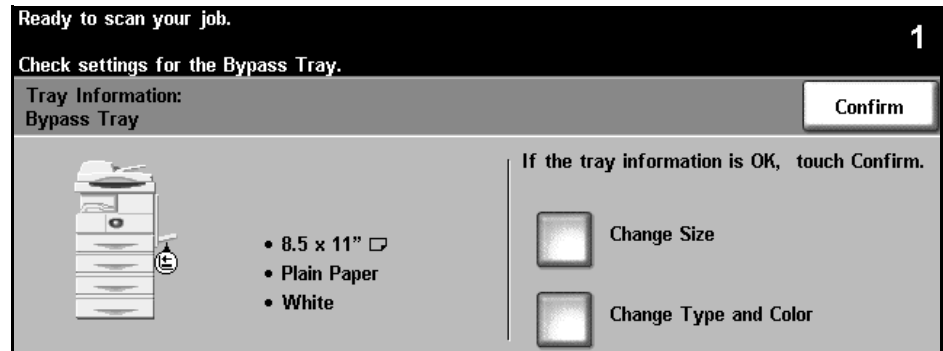 Ready to scan your job.
1
Check settings for the Bypass Tray.
Tray Information:
Bypass Tray
Confirm
If the tray information is OK, touch Confirm.
• 8.5 x 11”
• Plain Paper
• White
Change Size
Change Type and Color